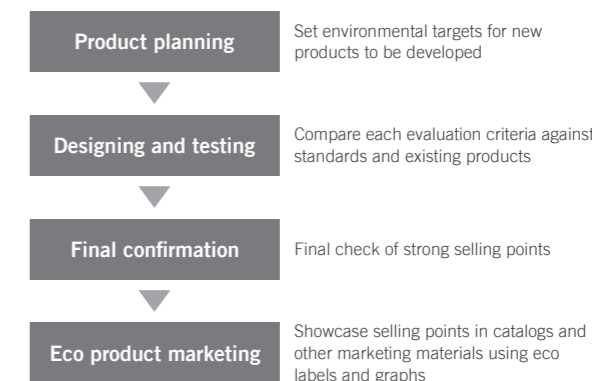 Product planning
Set environmental targets for new
products to be developed
Designing and testing
Compare each evaluation criteria against
standards and existing products
Final confirmation
Final check of strong selling points
Eco product marketing
Showcase selling points in catalogs and
other marketing materials using eco
labels and graphs